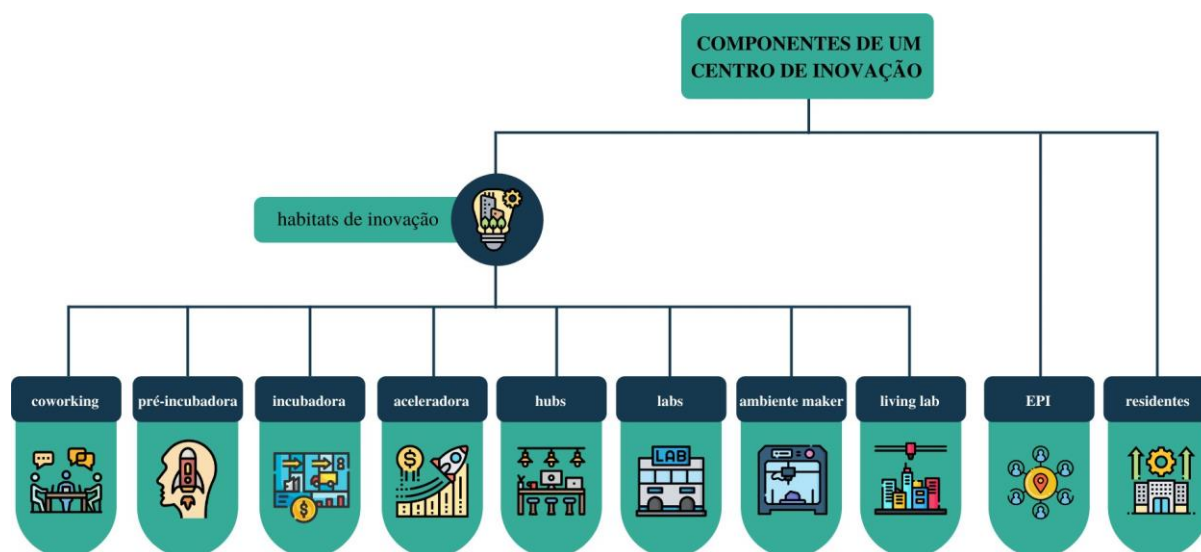 COMPONENTES DE UM
CENTRO DE INOVAÇÃO
habitats de inovação
coworking
pré-incubadora
incubadora
aceleradora
hubs
labs
ambiente maker
living lab
EPI
residentes
LAB